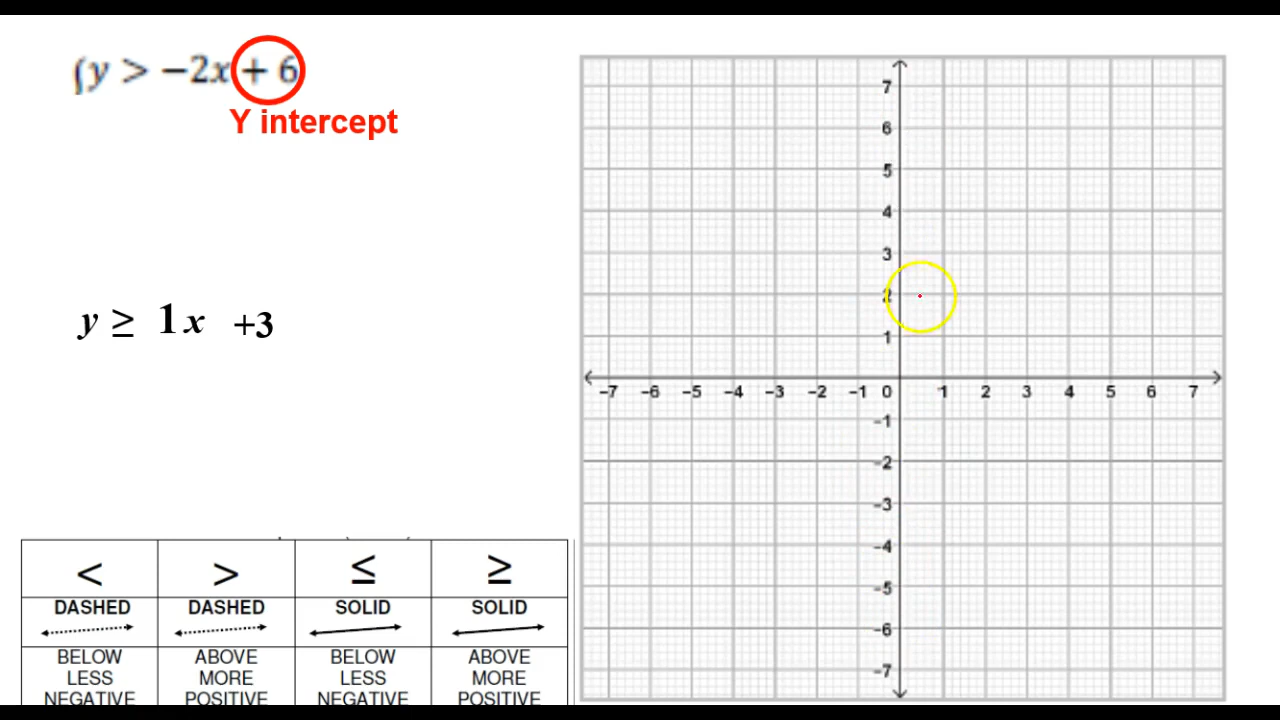 (y > −2x + 6
Y intercept
y ≥ 1x +3
< > ≤ ≥
DASHED DASHED SOLID SOLID
BELOW ABOVE BELOW ABOVE
LESS MORE LESS MORE
NEGATIVE POSITIVE NEGATIVE POSITIVE
7
6
5
4
3
2
1
−7 −6 −5 −4 −3 −2 −1 0 1 2 3 4 5 6 7
−1
−2
−3
−4
−5
−6
−7